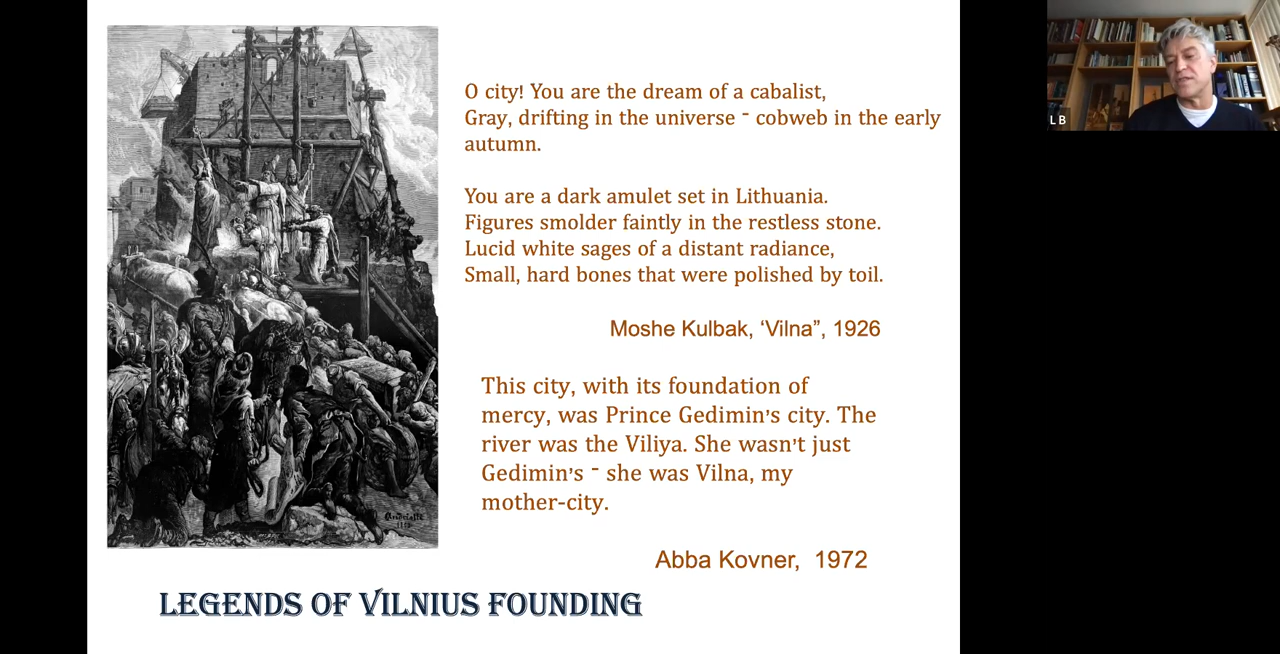 O city! You are the dream of a cabalist,
Gray, drifting in the universe - cobweb in the early
autumn.
You are a dark amulet set in Lithuania.
Figures smolder faintly in the restless stone.
Lucid white sages of a distant radiance,
Small, hard bones that were polished by toil.
Moshe Kulbak, ‘Vilna”, 1926
This city, with its foundation of
mercy, was Prince Gedimin's city. The
river was the Viliya. She wasn't just
Gedimin's - she was Vilna, my
mother-city.
Abba Kovner, 1972
LEGENDS OF VILNIUS FOUNDING
L B